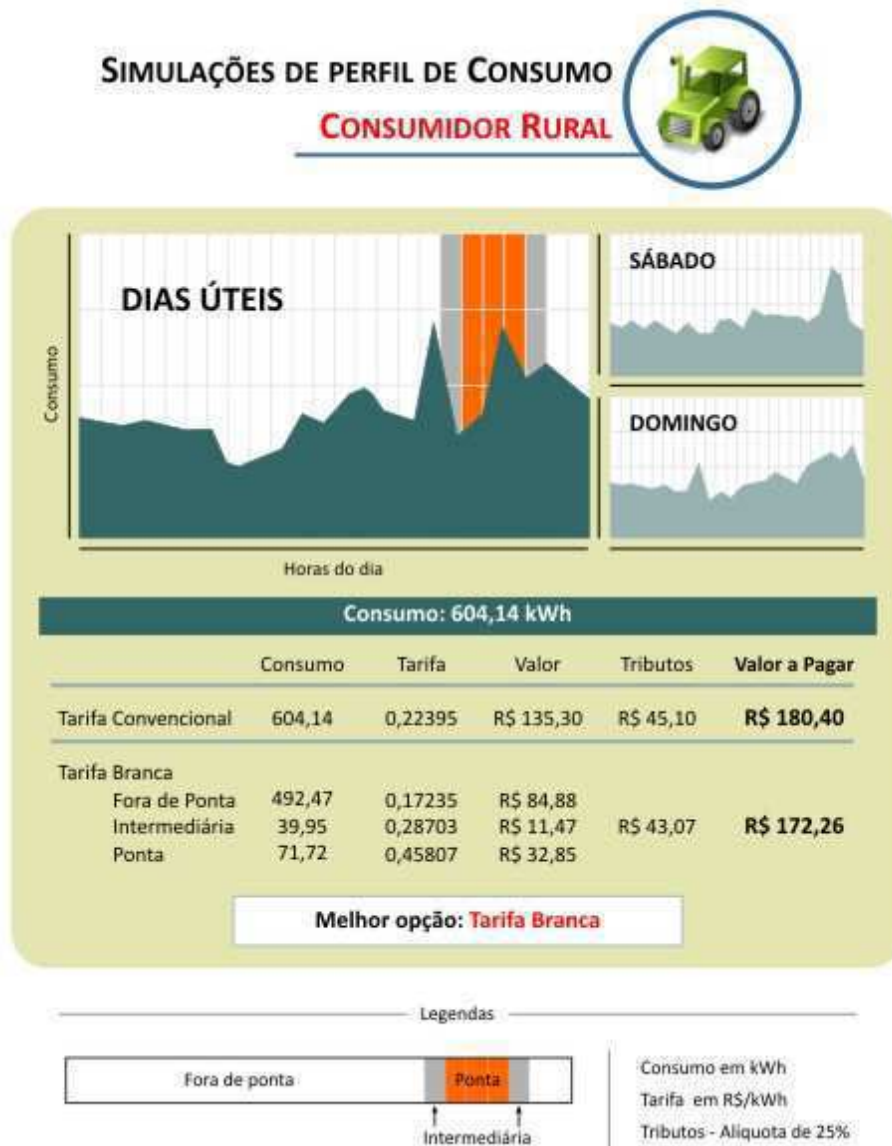 SIMULAÇÕES DE PERFIL DE CONSUMO
CONSUMIDOR RURAL
DIAS ÚTEIS
Consumo
Horas do dia
SÁBADO
DOMINGO
Consumo: 604,14 kWh
Consumo Tarifa Valor Tributos Valor a Pagar
Tarifa Convencional 604,14 0,22395 R$ 135,30 R$ 45,10 R$ 180,40
Tarifa Branca
Fora de Ponta 492,47 0,17235 R$ 84,88
Intermediária 39,95 0,28703 R$ 11,47 R$ 43,07 R$ 172,26
Ponta 71,72 0,45807 R$ 32,85
Melhor opção: Tarifa Branca
Legendas
Fora de ponta Ponta
Intermediária
Consumo em kWh
Tarifa em R$/kWh
Tributos - Alíquota de 25%